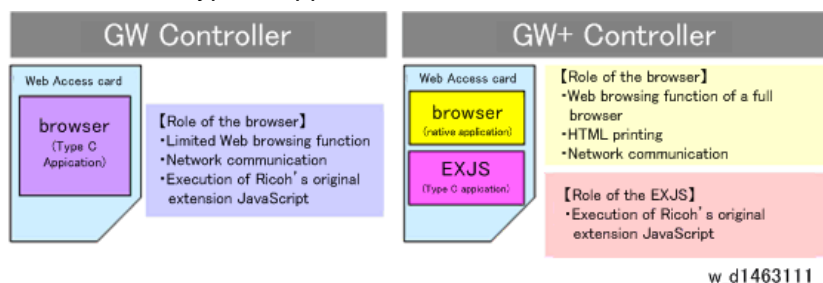 GW Controller
Web Access card
browser
(Type C
Appication)
【Role of the browser】
・Limited Web browsing function
・Network communication
・Execution of Ricoh's original
extension JavaScript
GW+ Controller
Web Access card
browser
(native application)
EXJS
(Type C appication)
【Role of the browser】
・Web browsing function of a full
browser
・HTML printing
・Network communication
【Role of the EXJS】
・Execution of Ricoh's original
extension JavaScript
w_d1463111